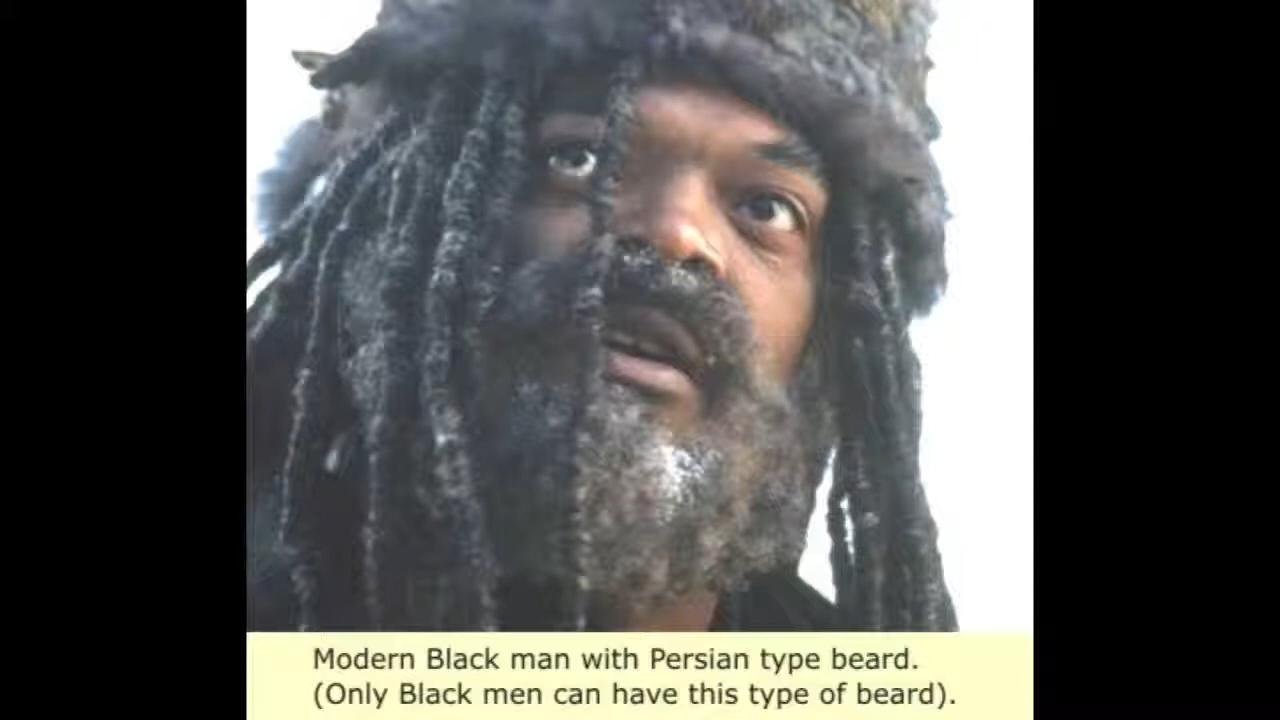 Modern Black man with Persian type beard.
(Only Black men can have this type of beard).